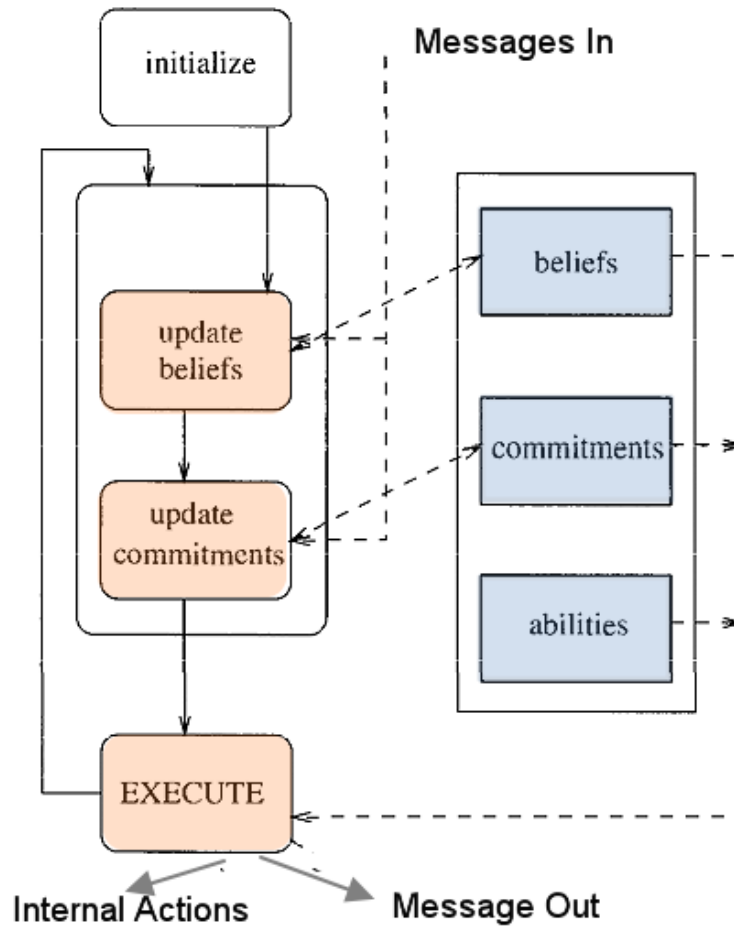 Messages In
initialize
beliefs
update
beliefs
commitments
update
commitments
abilities
EXECUTE
Internal Actions
Message Out